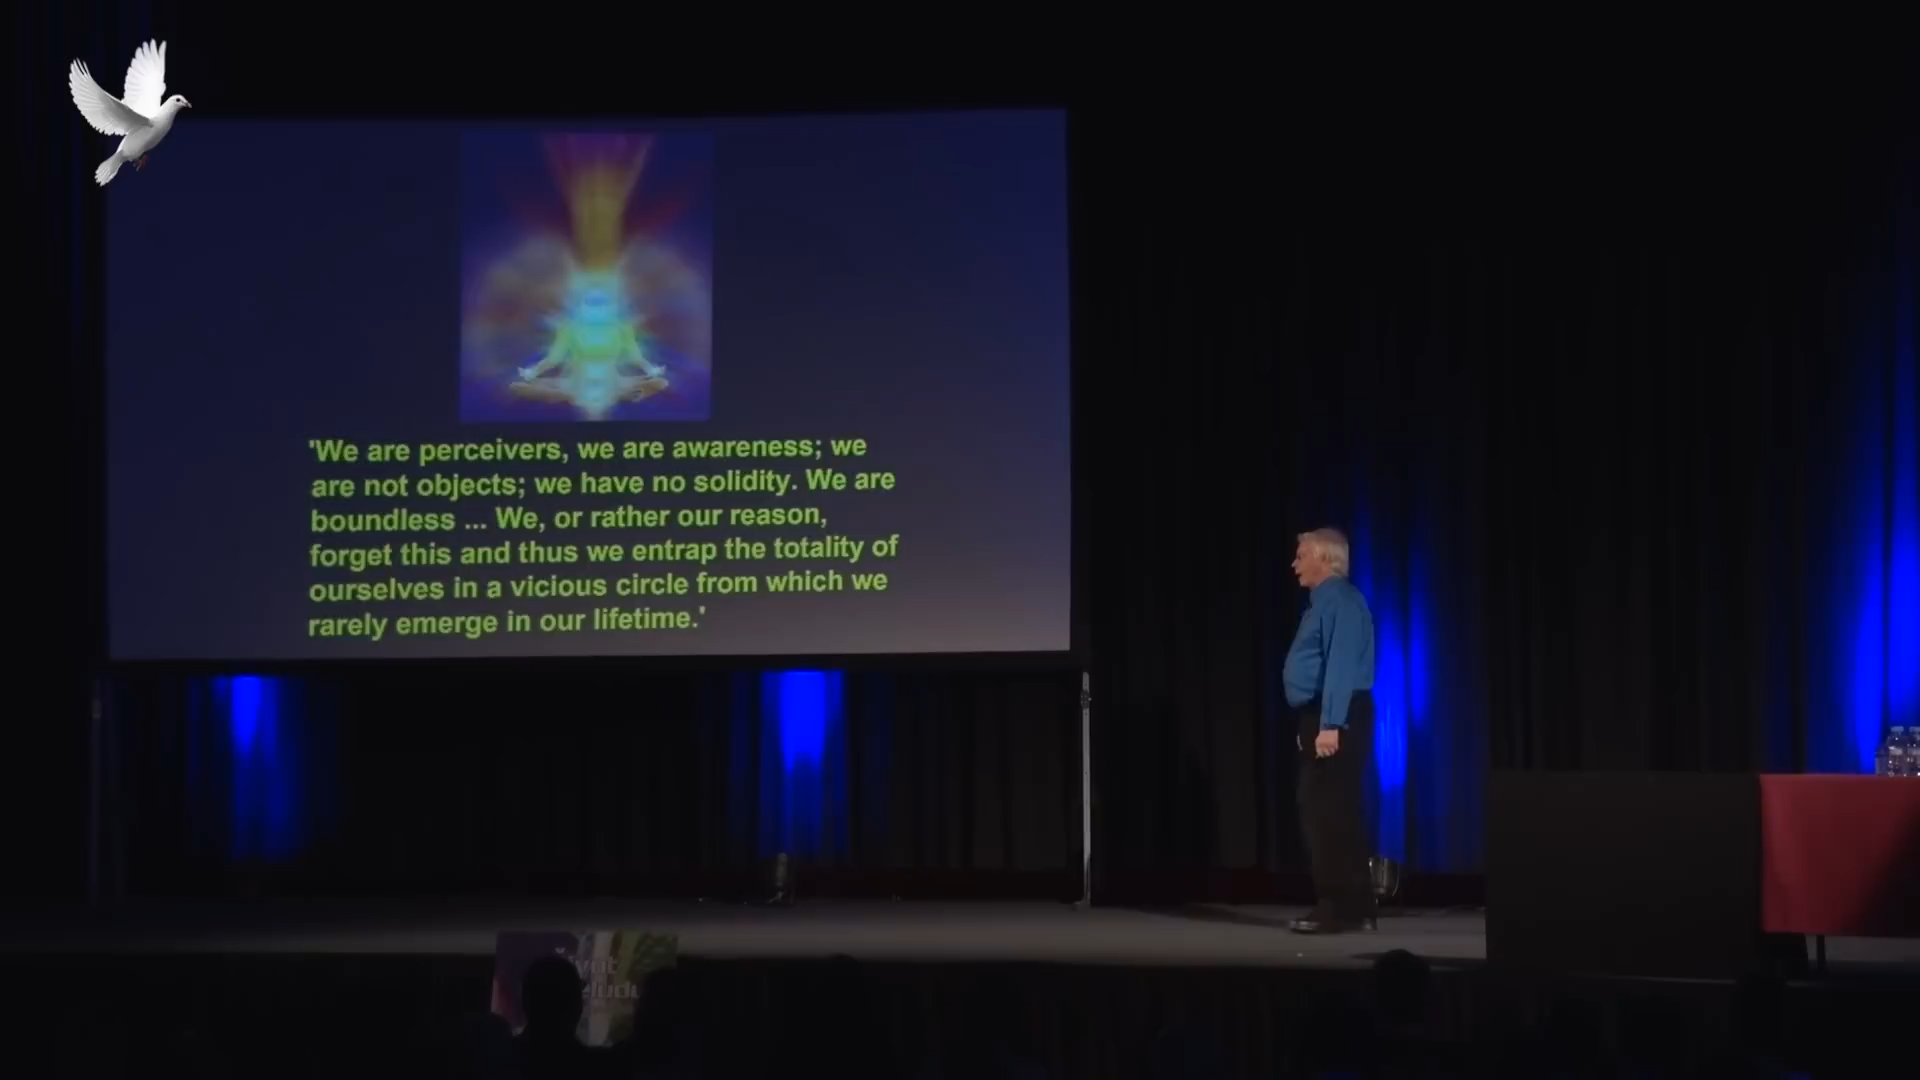 'We are perceivers, we are awareness; we
are not objects; we have no solidity. We are
boundless ... We, or rather our reason,
forget this and thus we entrap the totality of
ourselves in a vicious circle from which we
rarely emerge in our lifetime.'